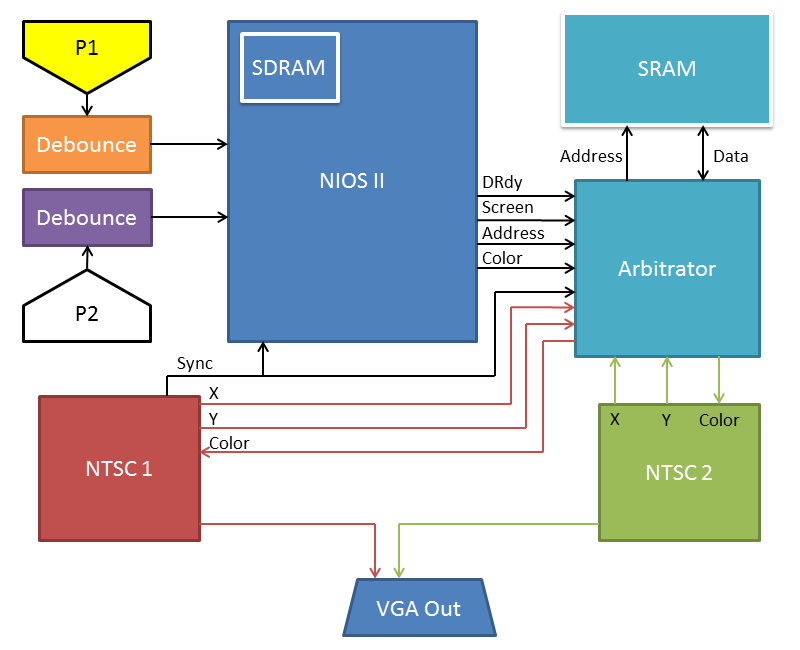 P1
SDRAM
SRAM
Debounce
Address
Data
NIOS II
DRdy
Debounce
Screen
Address
Color
Arbitrator
P2
Sync
X
Y
Color
X
Y
Color
NTSC 1
NTSC 2
VGA Out